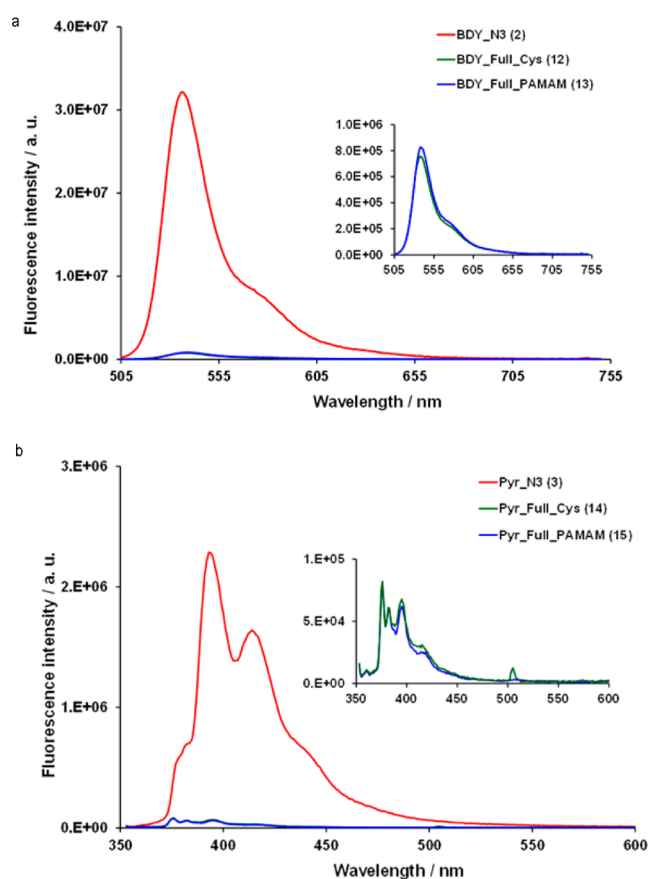 a
4.0E+07
3.0E+07
2.0E+07
1.0E+07
0.0E+00
Fluorescence intensity / a. u.
505 555 605 655 705 755
Wavelength / nm
BDY_N3 (2)
BDY_Full_Cys (12)
BDY_Full_PAMAM (13)
1.0E+06
8.0E+05
6.0E+05
4.0E+05
2.0E+05
0.0E+00
505 555 605 655 705 755
b
3.E+06
2.E+06
1.E+06
0.E+00
Fluorescence intensity / a. u.
350 400 450 500 550 600
Wavelength / nm
Pyr_N3 (3)
Pyr_Full_Cys (14)
Pyr_Full_PAMAM (15)
1.E+05
5.E+04
0.E+00
350 400 450 500 550 600